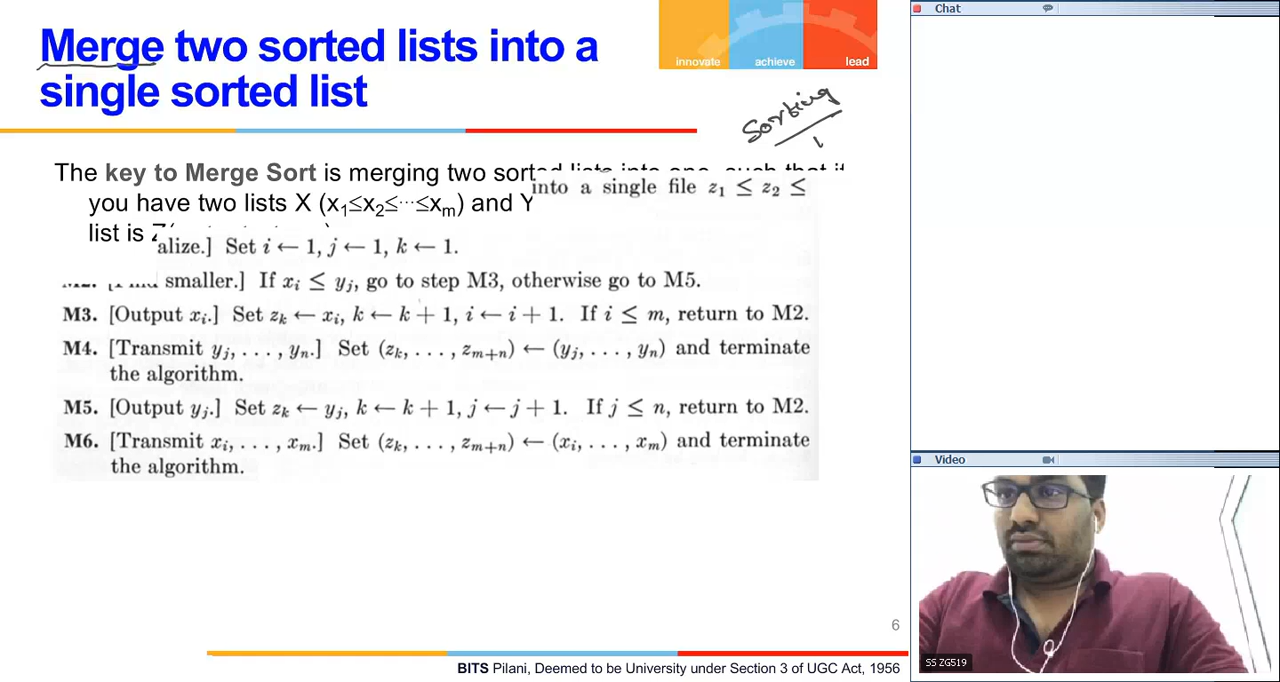 Merge two sorted lists into a
single sorted list
innovate achieve lead
Sorting
The key to Merge Sort is merging two
you have two lists X (x₁≤x₂≤···≤xₘ) and Y
into a single file z₁ ≤ z₂ ≤
list is
alize.] Set i ← 1, j ← 1, k ← 1.
smaller.] If xᵢ ≤ yⱼ, go to step M3, otherwise go to M5.
M3. [Output xᵢ.] Set zₖ ← xᵢ, k ← k + 1, i ← i + 1. If i ≤ m, return to M2.
M4. [Transmit yⱼ, . . . , yₙ.] Set (zₖ, . . . , zₘ₊ₙ) ← (yⱼ, . . . , yₙ) and terminate
the algorithm.
M5. [Output yⱼ.] Set zₖ ← yⱼ, k ← k + 1, j ← j + 1. If j ≤ n, return to M2.
M6. [Transmit xᵢ, . . . , xₘ.] Set (zₖ, . . . , zₘ₊ₙ) ← (xᵢ, . . . , xₘ) and terminate
the algorithm.
6
BITS Pilani, Deemed to be University under Section 3 of UGC Act, 1956
Chat
Video
SS ZG519